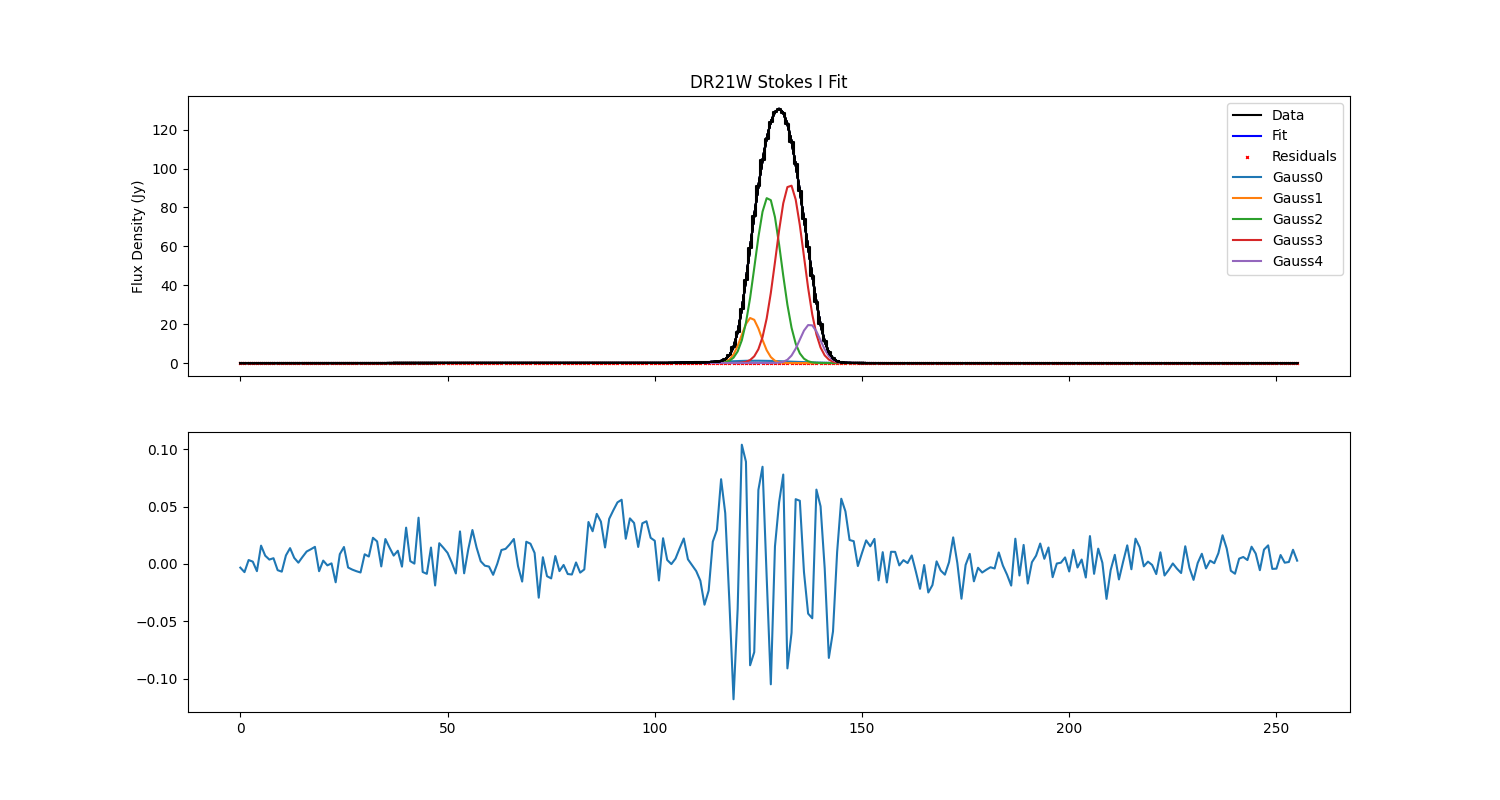 DR21W Stokes I Fit
Flux Density (Jy)
120
100
80
60
40
20
0
Data
Fit
Residuals
Gauss0
Gauss1
Gauss2
Gauss3
Gauss4
0.10
0.05
0.00
−0.05
−0.10
0 50 100 150 200 250